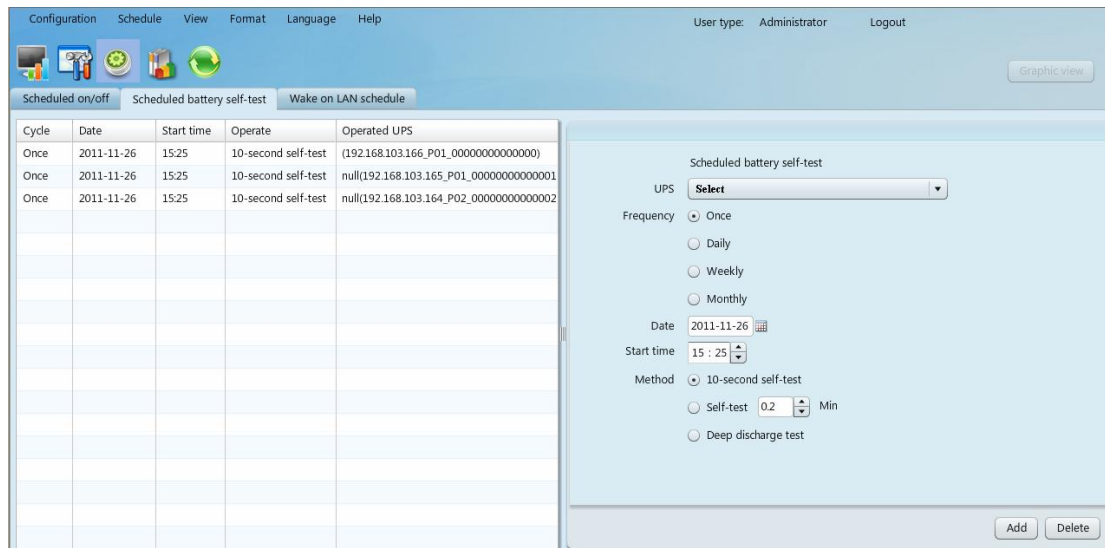 Configuration Schedule View Format Language Help User type: Administrator Logout
Graphic view
Scheduled on/off Scheduled battery self-test Wake on LAN schedule
Cycle Date Start time Operate Operated UPS
Once 2011-11-26 15:25 10-second self-test (192.168.103.166_P01_00000000000000)
Once 2011-11-26 15:25 10-second self-test null(192.168.103.165_P01_00000000000001
Once 2011-11-26 15:25 10-second self-test null(192.168.103.164_P02_00000000000002
Scheduled battery self-test
UPS Select
Frequency Once
Daily
Weekly
Monthly
Date 2011-11-26
Start time 15 : 25
Method 10-second self-test
Self-test 0.2 Min
Deep discharge test
Add Delete